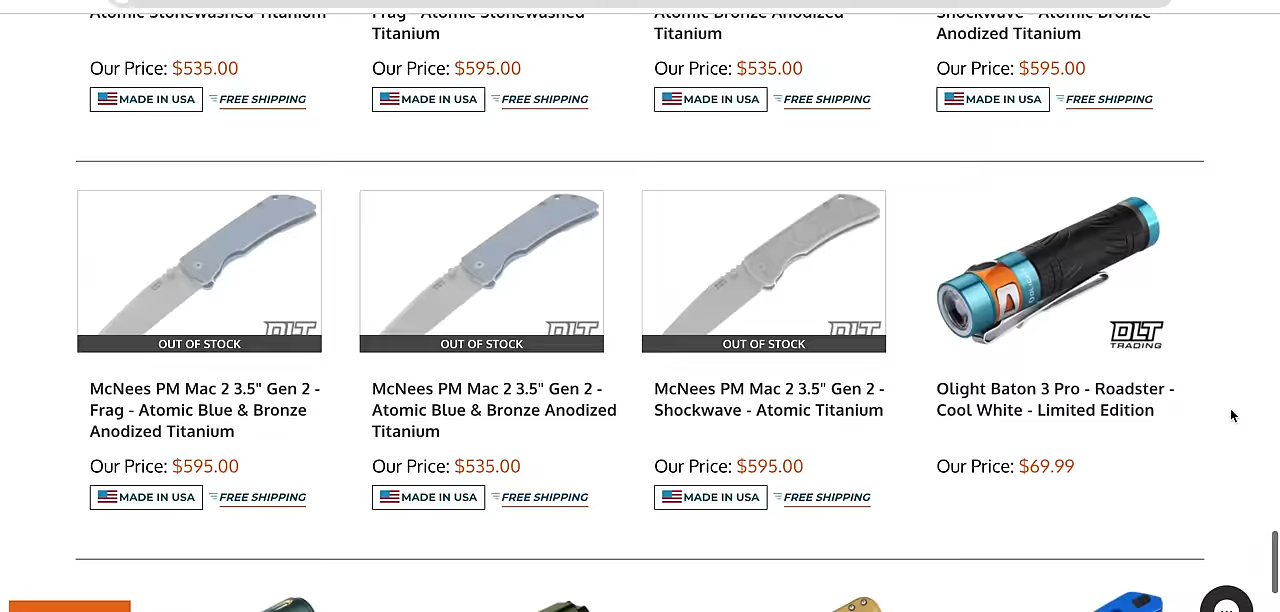 Atomic Stonewashed Titanium
Frag - Atomic Stonewashed
Titanium
Atomic Bronze Anodized
Titanium
Shockwave - Atomic Bronze
Anodized Titanium
Our Price: $535.00
Our Price: $595.00
Our Price: $535.00
Our Price: $595.00
MADE IN USA FREE SHIPPING
MADE IN USA FREE SHIPPING
MADE IN USA FREE SHIPPING
MADE IN USA FREE SHIPPING
DLT
OUT OF STOCK
DLT
OUT OF STOCK
DLT
OUT OF STOCK
DLT
TRADING
McNees PM Mac 2 3.5" Gen 2 -
Frag - Atomic Blue & Bronze
Anodized Titanium
Our Price: $595.00
MADE IN USA FREE SHIPPING
McNees PM Mac 2 3.5" Gen 2 -
Atomic Blue & Bronze Anodized
Titanium
Our Price: $535.00
MADE IN USA FREE SHIPPING
McNees PM Mac 2 3.5" Gen 2 -
Shockwave - Atomic Titanium
Our Price: $595.00
MADE IN USA FREE SHIPPING
Olight Baton 3 Pro - Roadster -
Cool White - Limited Edition
Our Price: $69.99